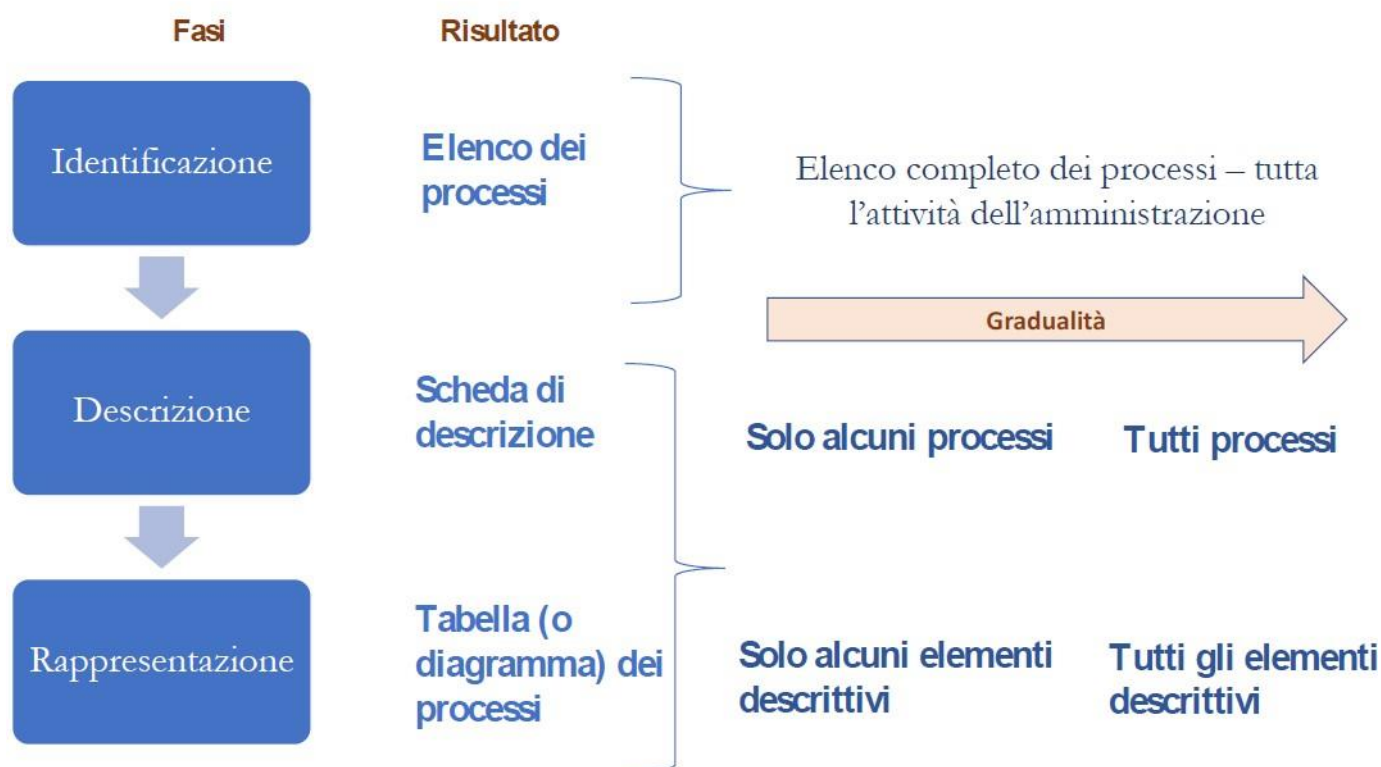 Fasi
Risultato
Identificazione
Elenco dei
processi
Elenco completo dei processi – tutta
l'attività dell'amministrazione
Gradualità
Descrizione
Scheda di
descrizione
Solo alcuni processi
Tutti processi
Rappresentazione
Tabella (o
diagramma) dei
processi
Solo alcuni elementi
descrittivi
Tutti gli elementi
descrittivi